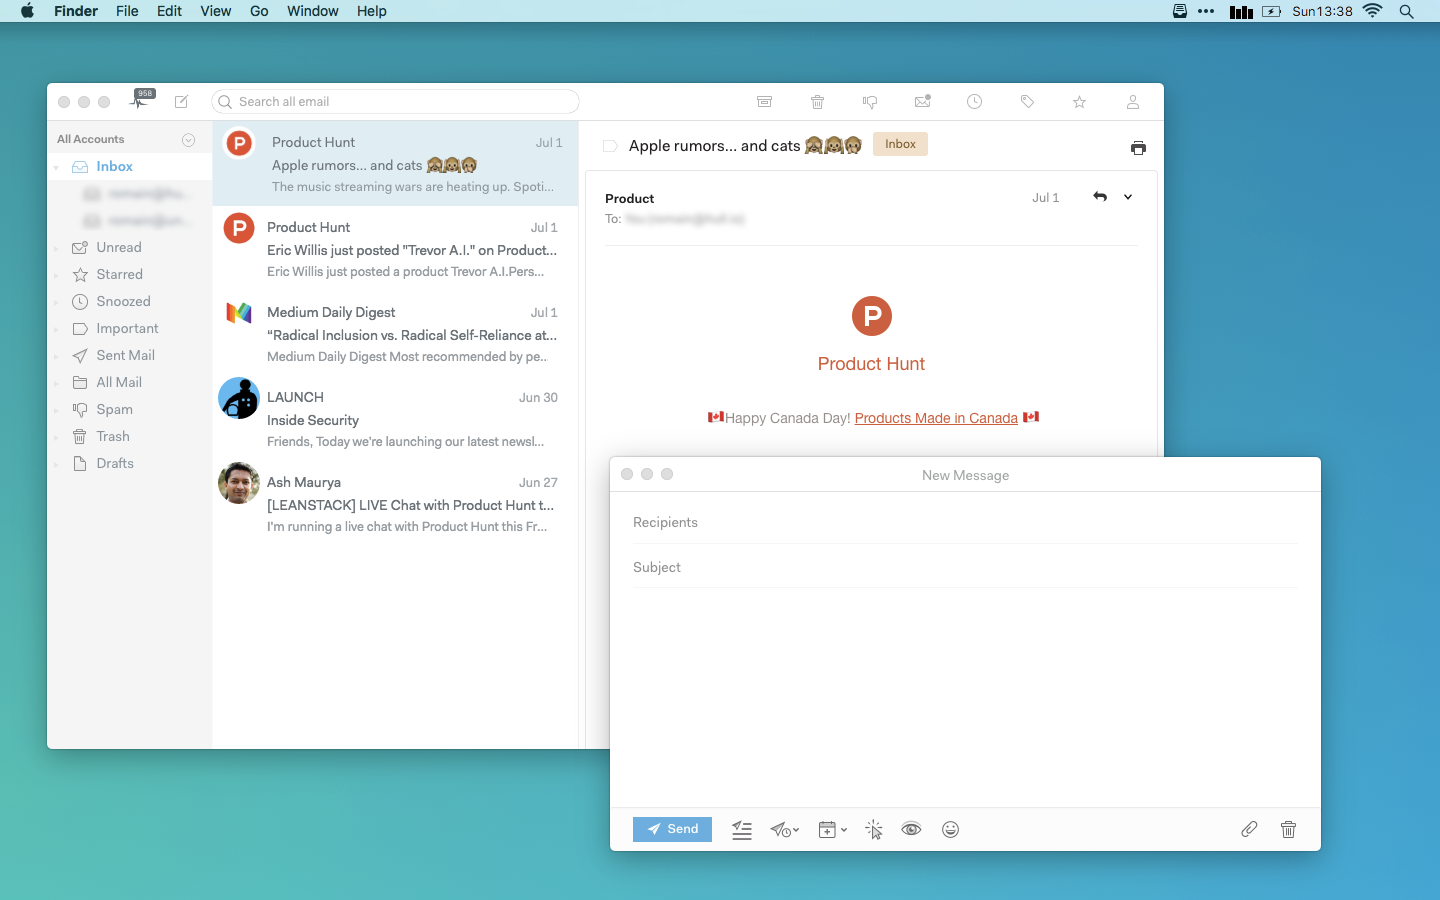 Finder File Edit View Go Window Help
Sun 13:38
958
Search all email
All Accounts
Inbox
Unread
Starred
Snoozed
Important
Sent Mail
All Mail
Spam
Trash
Drafts
P
Product Hunt Jul 1
Apple rumors... and cats 🙈🐵🙊
The music streaming wars are heating up. Spoti...
P
Product Hunt Jul 1
Eric Willis just posted "Trevor A.I." on Product...
Eric Willis just posted a product Trevor A.I.Pers...
Medium Daily Digest Jul 1
“Radical Inclusion vs. Radical Self-Reliance at...
Medium Daily Digest Most recommended by pe..
LAUNCH Jun 30
Inside Security
Friends, Today we're launching our latest newsl...
Ash Maurya Jun 27
[LEANSTACK] LIVE Chat with Product Hunt t...
I'm running a live chat with Product Hunt this Fr...
Apple rumors... and cats 🙈🐵🙊 Inbox
Product Jul 1
To:
P
Product Hunt
🇨🇦Happy Canada Day! Products Made in Canada 🇨🇦
New Message
Recipients
Subject
Send